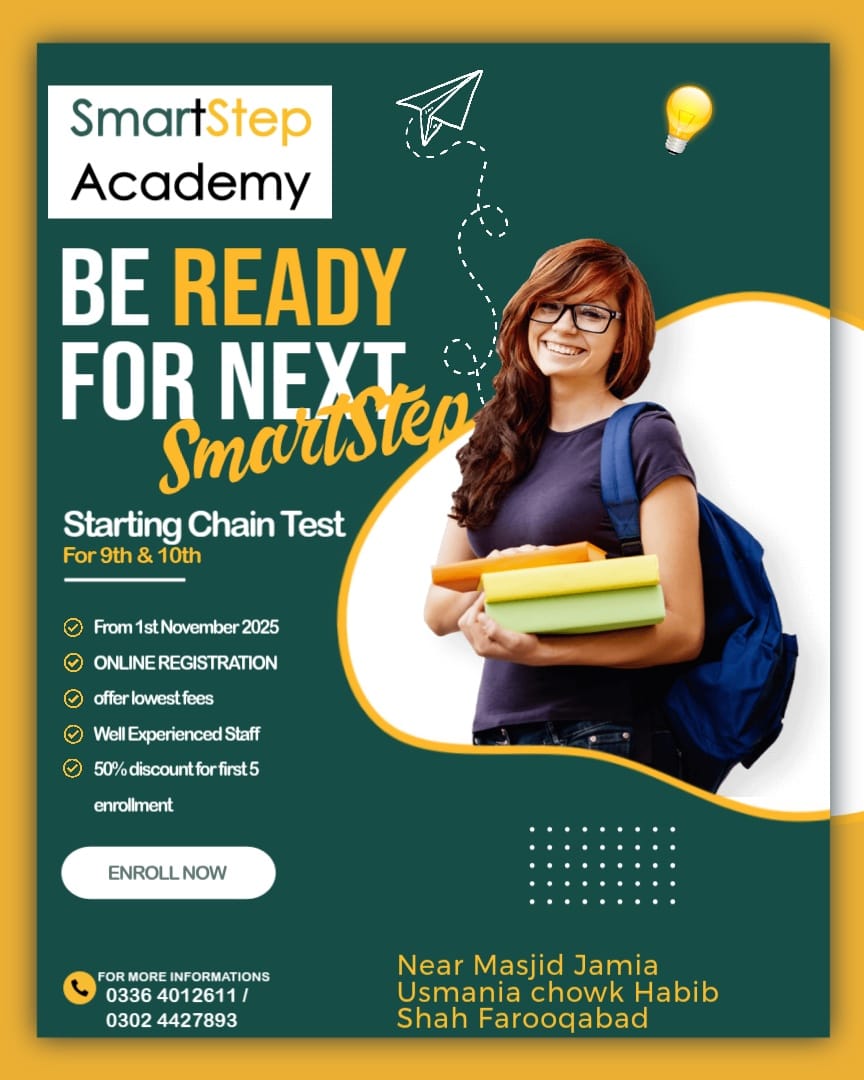 SmartStep
Academy
BE READY
FOR NEXT
SmartStep
Starting Chain Test
For 9th & 10th
From 1st November 2025
ONLINE REGISTRATION
offer lowest fees
Well Experienced Staff
50% discount for first 5
enrollment
ENROLL NOW
FOR MORE INFORMATIONS
0336 4012611 /
0302 4427893
Near Masjid Jamia
Usmania chowk Habib
Shah Farooqabad